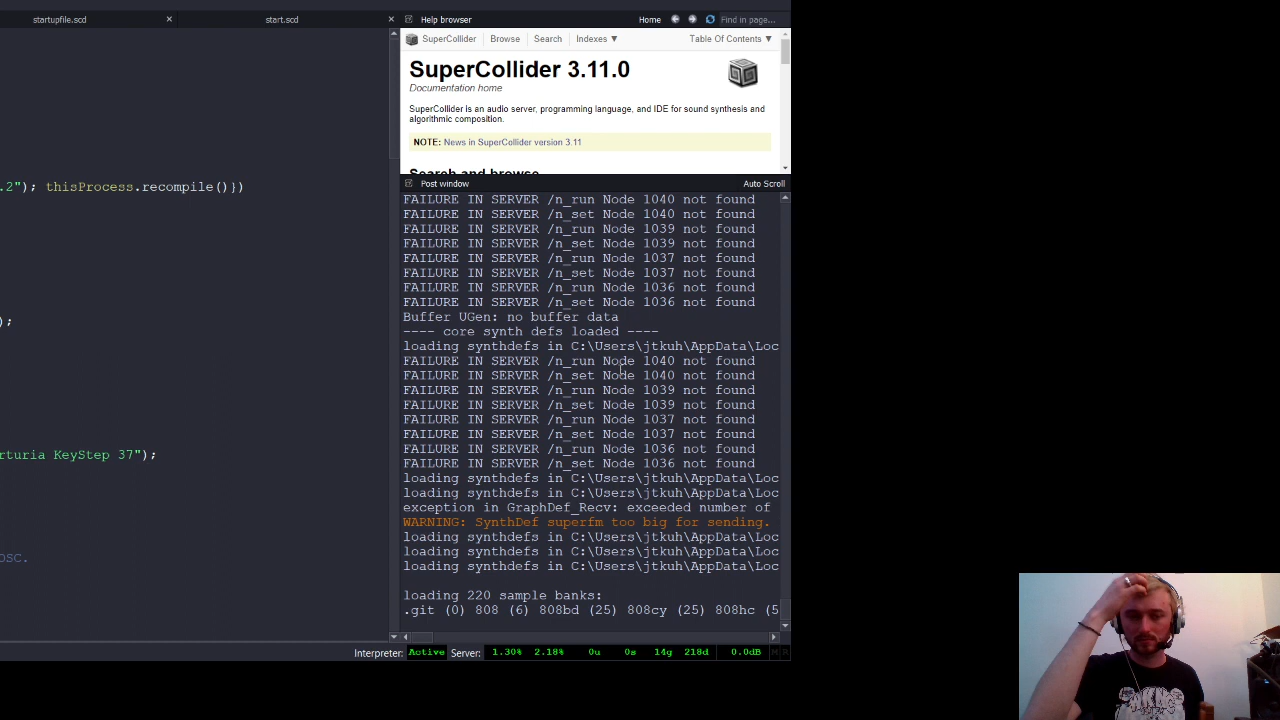 startupfile.scd
start.scd
Help browser
Home
Find in page...
SuperCollider
Browse
Search
Indexes ▼
Table Of Contents ▼
SuperCollider 3.11.0
Documentation home
SuperCollider is an audio server, programming language, and IDE for sound synthesis and
algorithmic composition.
NOTE: News in SuperCollider version 3.11
Search and browse
.2"); thisProcess.recompile()})
);
rturia KeyStep 37");
OSC.
Post window
Auto Scroll
FAILURE IN SERVER /n_run Node 1040 not found
FAILURE IN SERVER /n_set Node 1040 not found
FAILURE IN SERVER /n_run Node 1039 not found
FAILURE IN SERVER /n_set Node 1039 not found
FAILURE IN SERVER /n_run Node 1037 not found
FAILURE IN SERVER /n_set Node 1037 not found
FAILURE IN SERVER /n_run Node 1036 not found
FAILURE IN SERVER /n_set Node 1036 not found
Buffer UGen: no buffer data
---- core synth defs loaded ----
loading synthdefs in C:\Users\jtkuh\AppData\Loc
FAILURE IN SERVER /n_run Node 1040 not found
FAILURE IN SERVER /n_set Node 1040 not found
FAILURE IN SERVER /n_run Node 1039 not found
FAILURE IN SERVER /n_set Node 1039 not found
FAILURE IN SERVER /n_run Node 1037 not found
FAILURE IN SERVER /n_set Node 1037 not found
FAILURE IN SERVER /n_run Node 1036 not found
FAILURE IN SERVER /n_set Node 1036 not found
loading synthdefs in C:\Users\jtkuh\AppData\Loc
loading synthdefs in C:\Users\jtkuh\AppData\Loc
exception in GraphDef_Recv: exceeded number of
WARNING: SynthDef superfm too big for sending.
loading synthdefs in C:\Users\jtkuh\AppData\Loc
loading synthdefs in C:\Users\jtkuh\AppData\Loc
loading synthdefs in C:\Users\jtkuh\AppData\Loc
loading 220 sample banks:
.git (0) 808 (6) 808bd (25) 808cy (25) 808hc (5
Interpreter: Active Server: 1.30% 2.18% 0u 0s 14g 218d 0.0dB M R